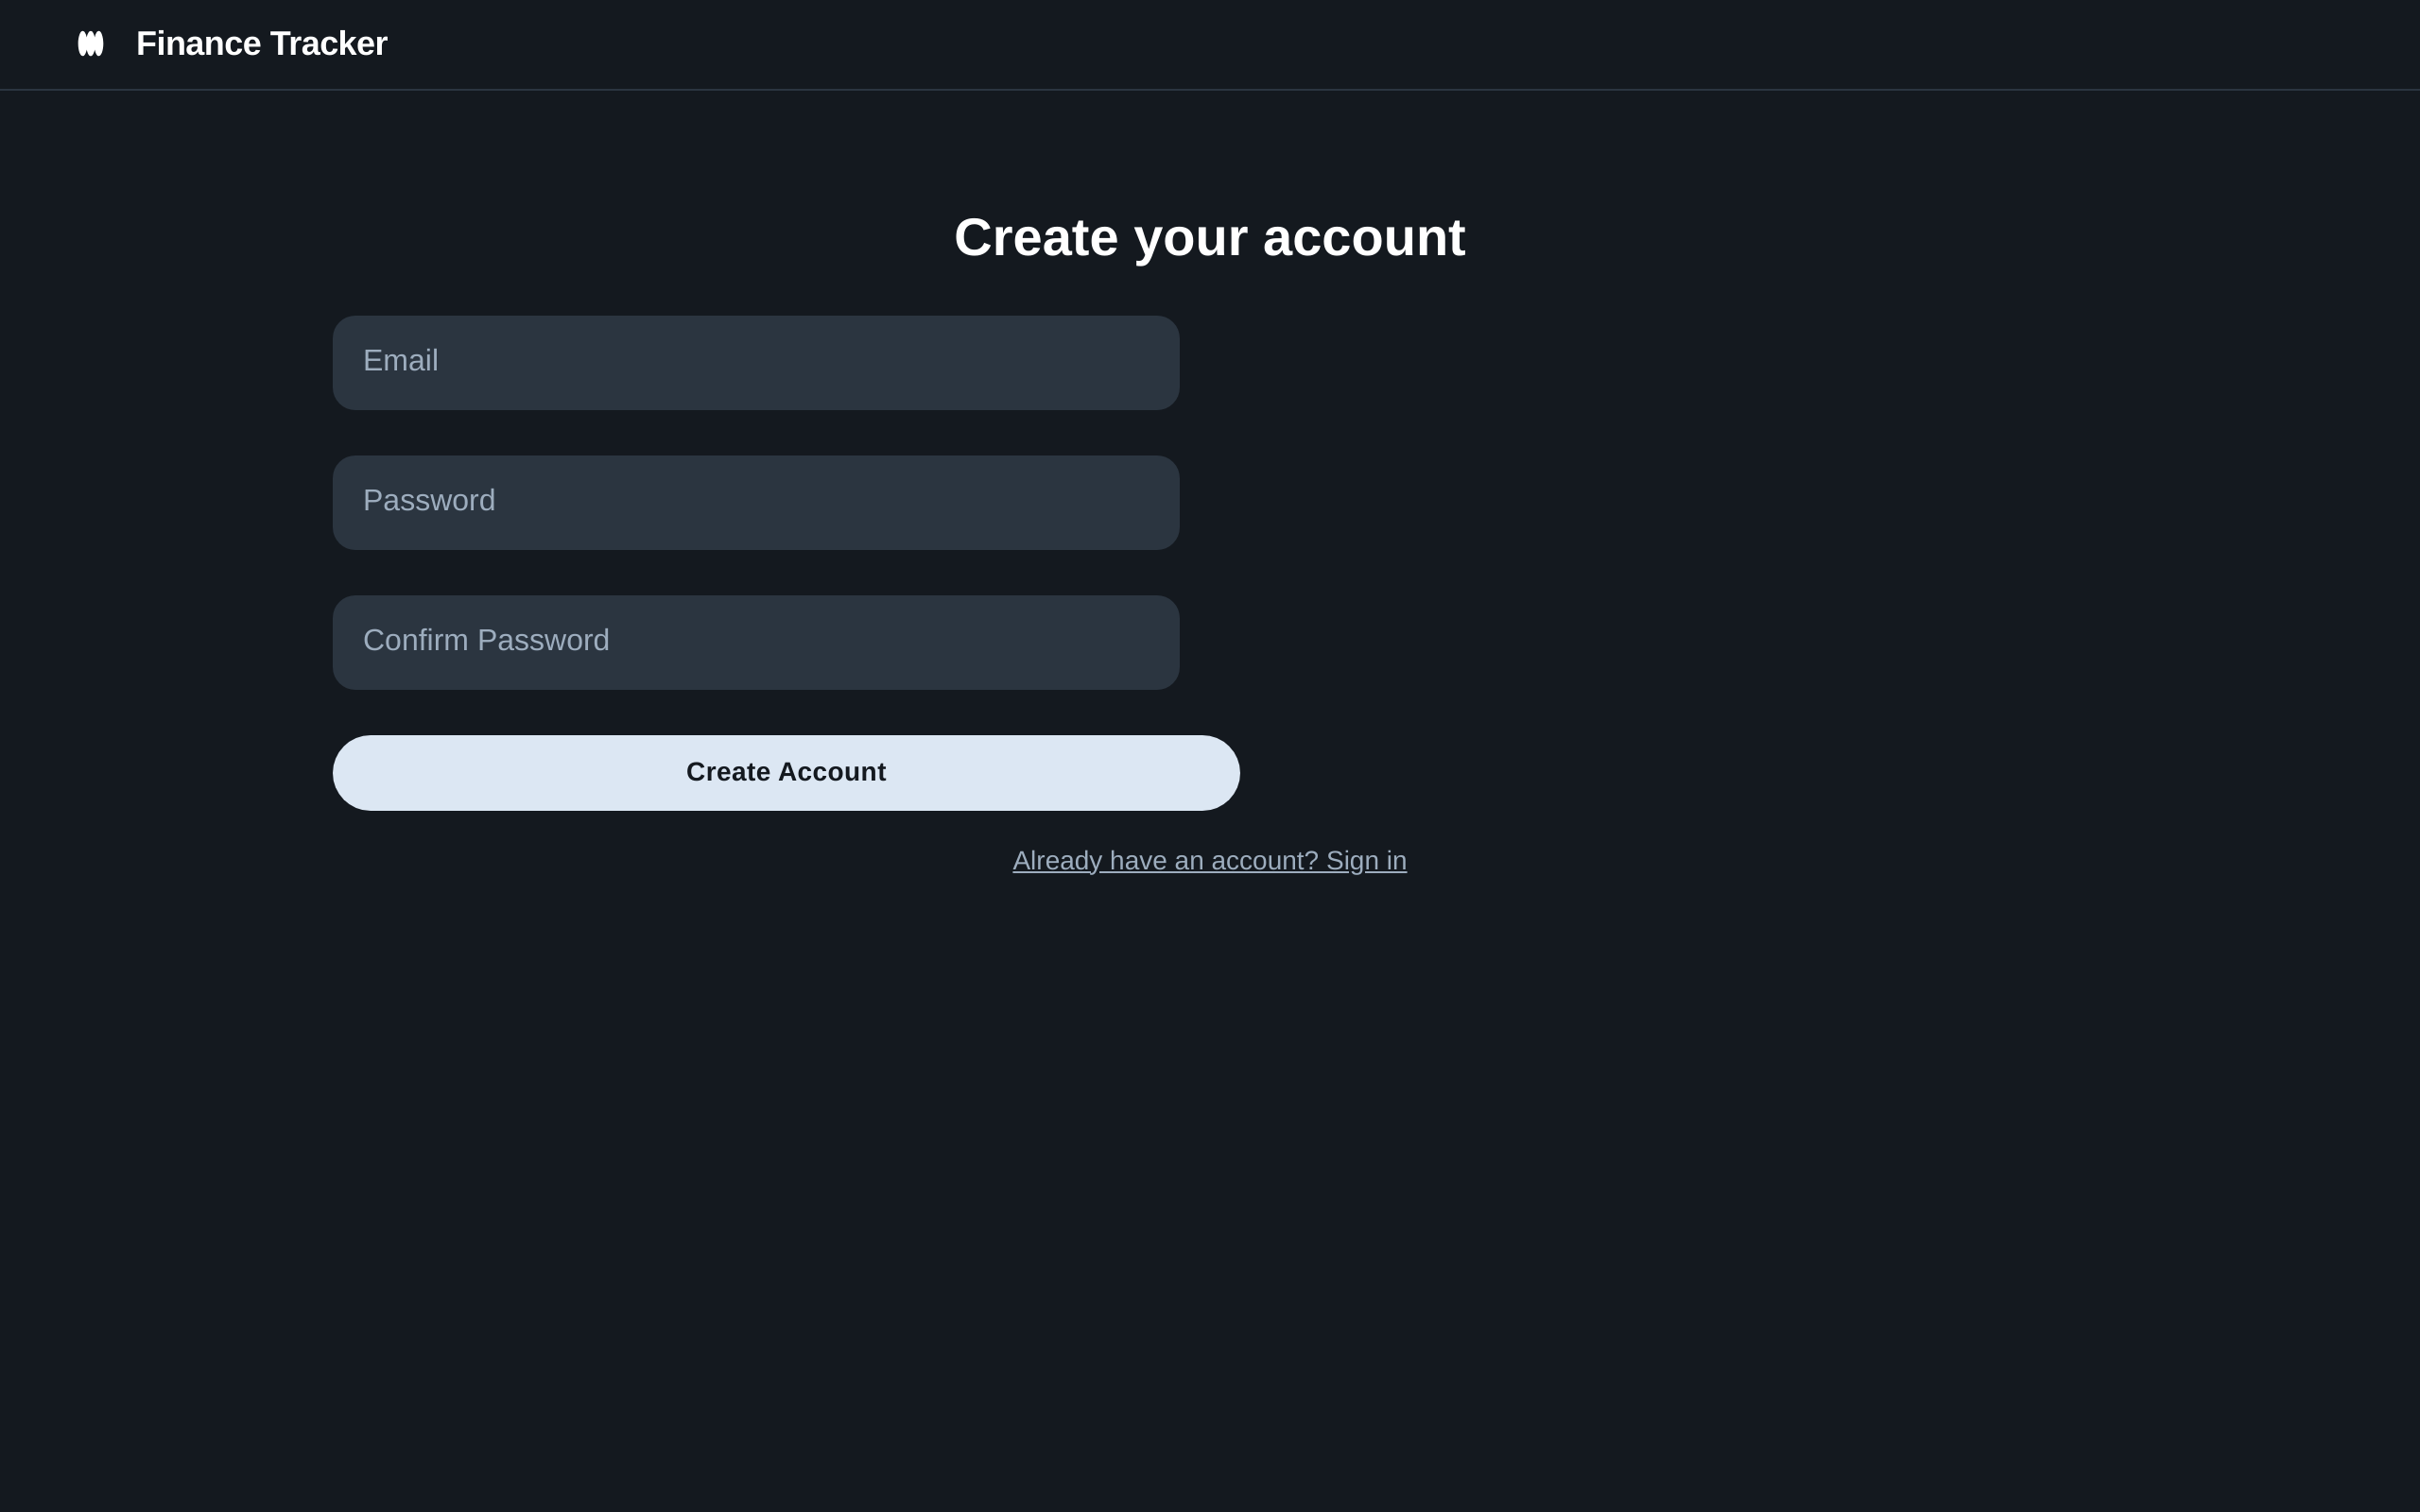 Finance Tracker
Create your account
Email
Password
Confirm Password
Create Account
Already have an account? Sign in